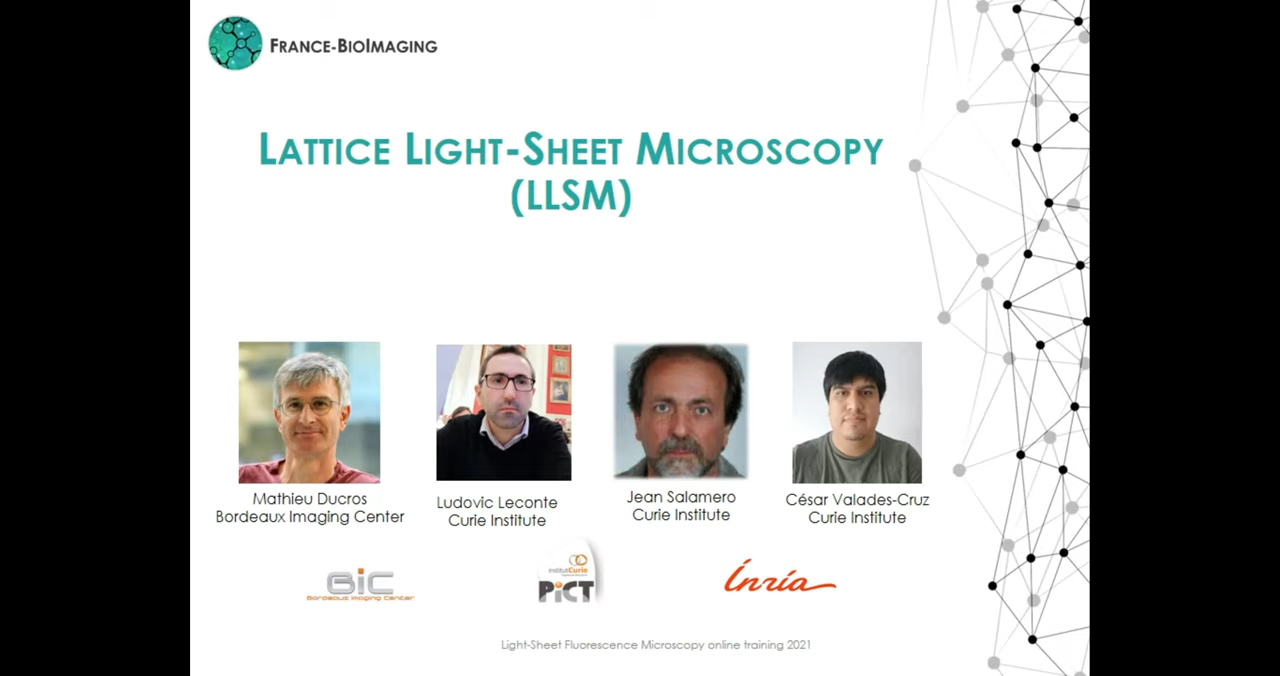 FRANCE-BIOIMAGING
LATTICE LIGHT-SHEET MICROSCOPY
(LLSM)
Mathieu Ducros
Bordeaux Imaging Center
Ludovic Leconte
Curie Institute
Jean Salamero
Curie Institute
César Valades-Cruz
Curie Institute
BiC
Bordeaux Imaging Center
institutCurie
PiCT
Inria
Light-Sheet Fluorescence Microscopy online training 2021